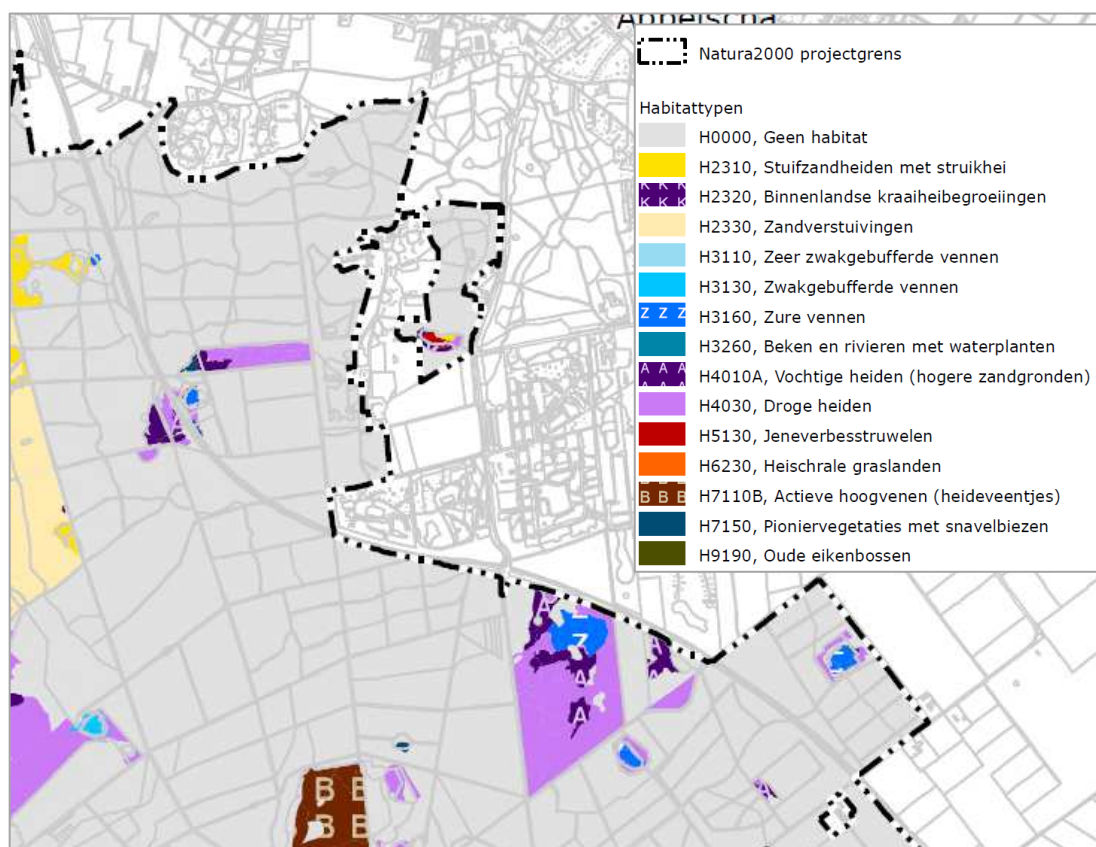 Appelscha
Natura2000 projectgrens
Habitattypen
H0000, Geen habitat
H2310, Stuifzandheiden met struikhei
K K K
K K K
H2320, Binnenlandse kraaiheibegroeiingen
H2330, Zandverstuivingen
H3110, Zeer zwakgebufferde vennen
H3130, Zwakgebufferde vennen
Z Z Z
H3160, Zure vennen
H3260, Beken en rivieren met waterplanten
A A A
H4010A, Vochtige heiden (hogere zandgronden)
H4030, Droge heiden
H5130, Jeneverbesstruwelen
H6230, Heischrale graslanden
B B B
H7110B, Actieve hoogvenen (heideveentjes)
H7150, Pioniervegetaties met snavelbiezen
H9190, Oude eikenbossen
A
Z
Z
A
A
A
B B
B B